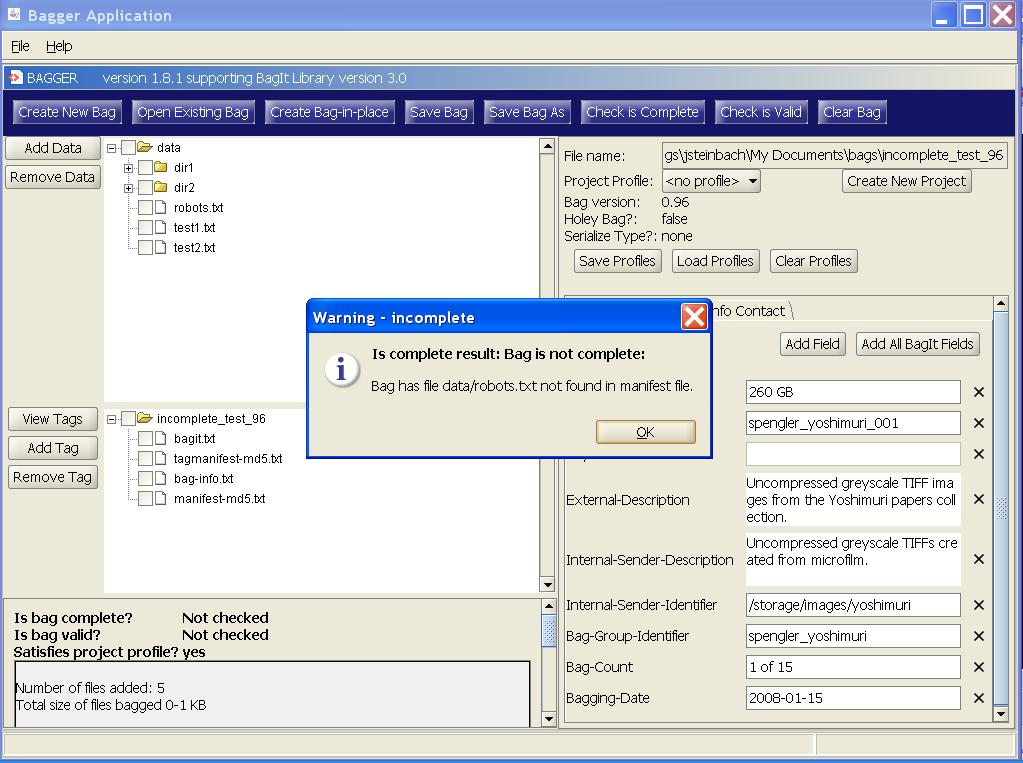 Bagger Application
File Help
BAGGER version 1.8.1 supporting BagIt Library version 3.0
Create New Bag Open Existing Bag Create Bag-in-place Save Bag Save Bag As Check is Complete Check is Valid Clear Bag
Add Data
Remove Data
data
dir1
dir2
robots.txt
test1.txt
test2.txt
File name: gs\jsteinbach\My Documents\bags\incomplete_test_96
Project Profile: <no profile> Create New Project
Bag version: 0.96
Holey Bag?: false
Serialize Type?: none
Save Profiles Load Profiles Clear Profiles
Warning - incomplete
Is complete result: Bag is not complete:
Bag has file data/robots.txt not found in manifest file.
OK
nfo Contact
Add Field Add All BagIt Fields
260 GB
spengler_yoshimuri_001
External-Description
Uncompressed greyscale TIFF ima
ges from the Yoshimuri papers coll
ection.
Internal-Sender-Description
Uncompressed greyscale TIFFs cre
ated from microfilm.
Internal-Sender-Identifier /storage/images/yoshimuri
Bag-Group-Identifier spengler_yoshimuri
Bag-Count 1 of 15
Bagging-Date 2008-01-15
View Tags
Add Tag
Remove Tag
incomplete_test_96
bagit.txt
tagmanifest-md5.txt
bag-info.txt
manifest-md5.txt
Is bag complete? Not checked
Is bag valid? Not checked
Satisfies project profile? yes
Number of files added: 5
Total size of files bagged 0-1 KB